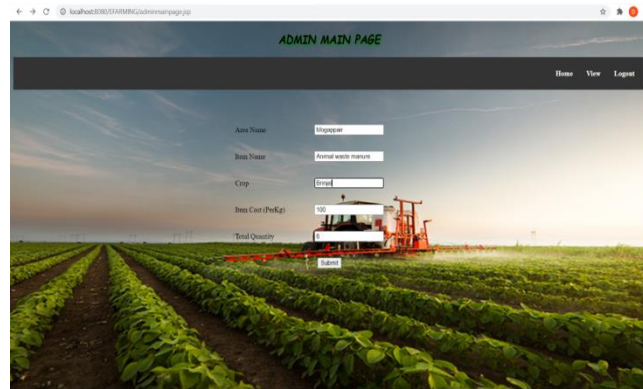 localhost:8080/EFARMING/adminmainpage.jsp
ADMIN MAIN PAGE
Home View Logout
Area Name Mogappair
Item Name Animal waste manure
Crop Brinjal
Item Cost (PerKg) 100
Total Quantity 6
Submit